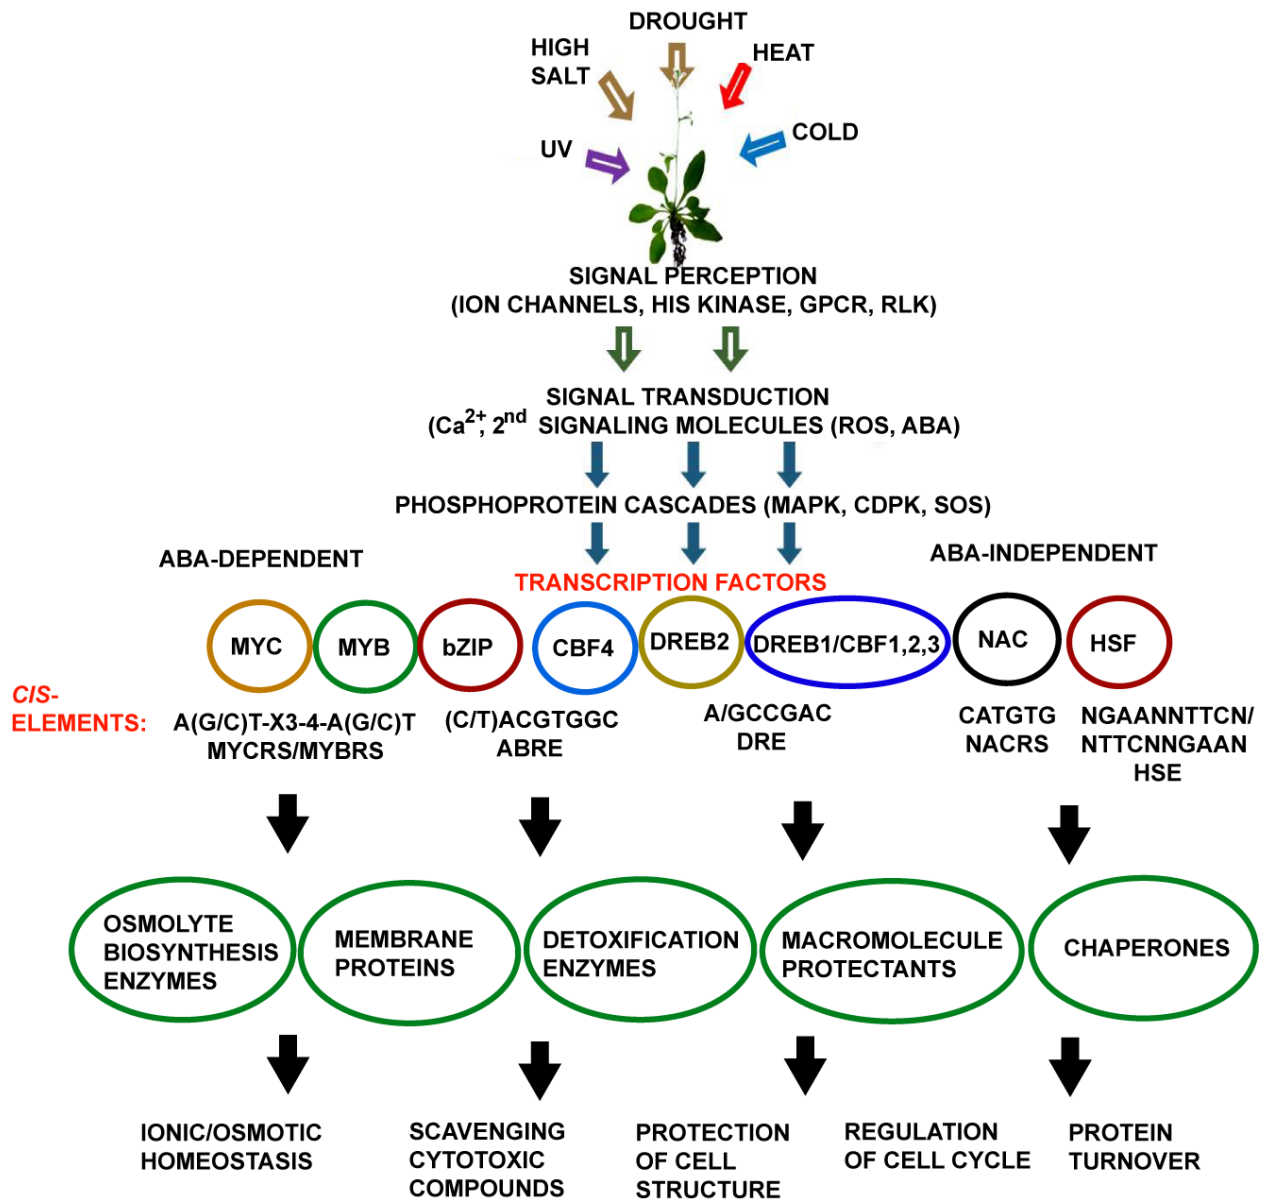 DROUGHT
HIGH
SALT
HEAT
COLD
UV
SIGNAL PERCEPTION
(ION CHANNELS, HIS KINASE, GPCR, RLK)
SIGNAL TRANSDUCTION
(Ca2+, 2nd SIGNALING MOLECULES (ROS, ABA)
PHOSPHOPROTEIN CASCADES (MAPK, CDPK, SOS)
ABA-DEPENDENT
ABA-INDEPENDENT
TRANSCRIPTION FACTORS
MYC
MYB
bZIP
CBF4
DREB2
DREB1/CBF1,2,3
NAC
HSF
CIS-
ELEMENTS:
A(G/C)T-X3-4-A(G/C)T
MYCRS/MYBRS
(C/T)ACGTGGC
ABRE
A/GCCGAC
DRE
CATGTG
NACRS
NGAANNTTCN/
NTTCNNGAAN
HSE
OSMOLYTE
BIOSYNTHESIS
ENZYMES
MEMBRANE
PROTEINS
DETOXIFICATION
ENZYMES
MACROMOLECULE
PROTECTANTS
CHAPERONES
IONIC/OSMOTIC
HOMEOSTASIS
SCAVENGING
CYTOTOXIC
COMPOUNDS
PROTECTION
OF CELL
STRUCTURE
REGULATION
OF CELL CYCLE
PROTEIN
TURNOVER